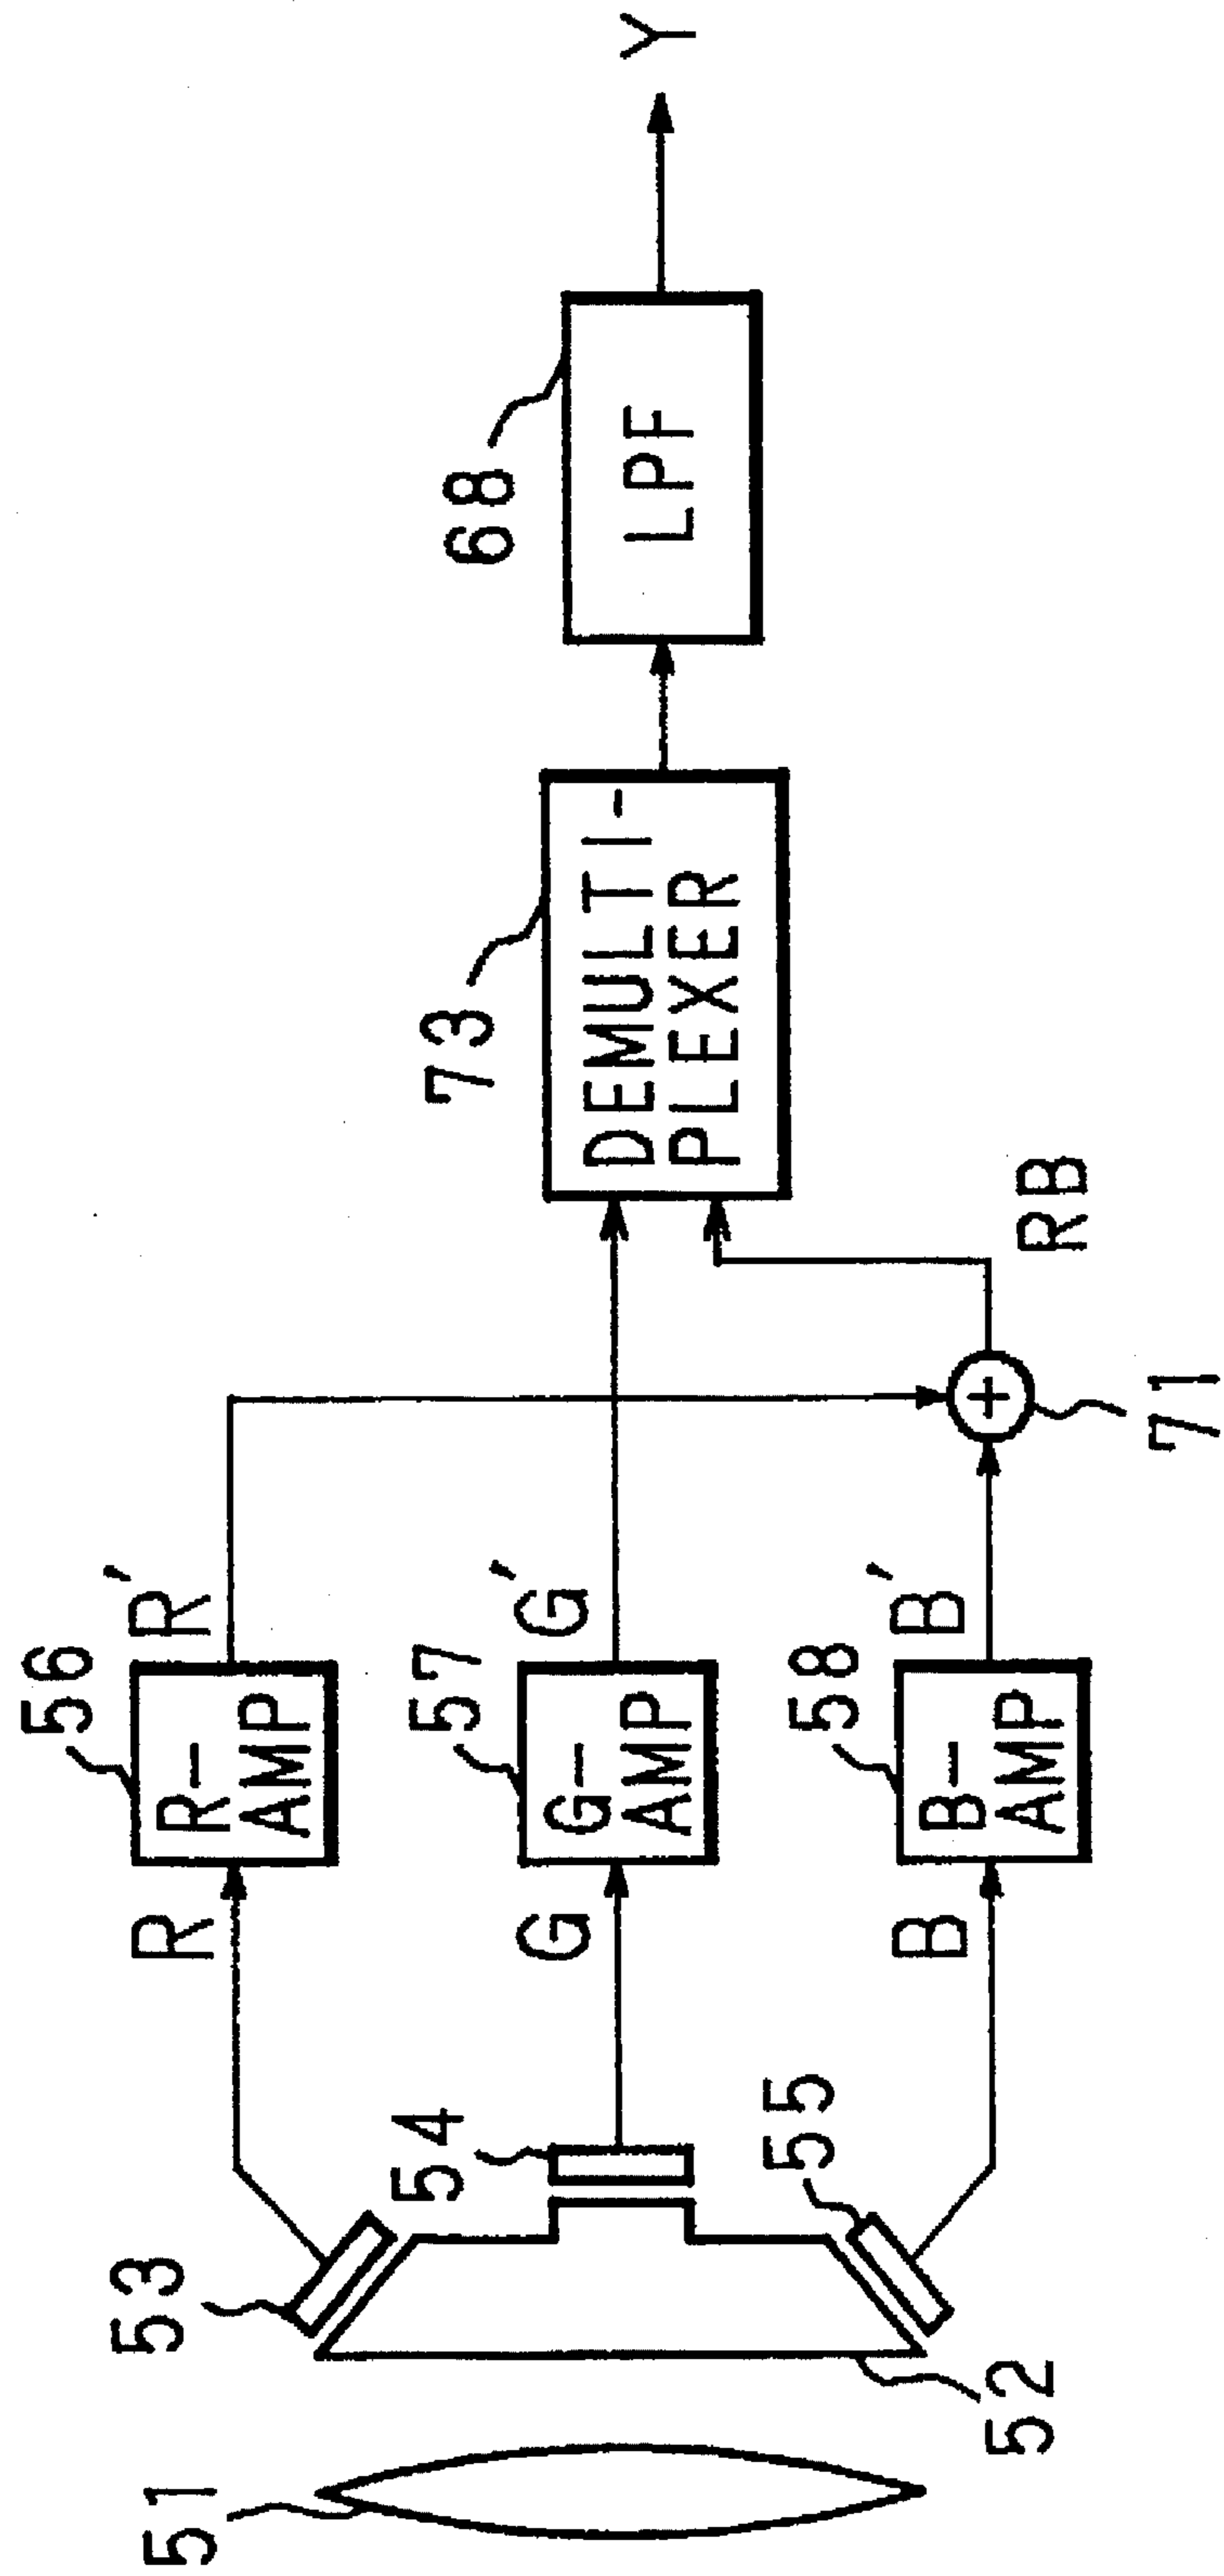 51
52
53
54
55
R
G
B
56
R-
AMP
R'
57
G-
AMP
G'
58
B-
AMP
B'
71
RB
73
DEMULTI-
PLEXER
68
LPF
Y